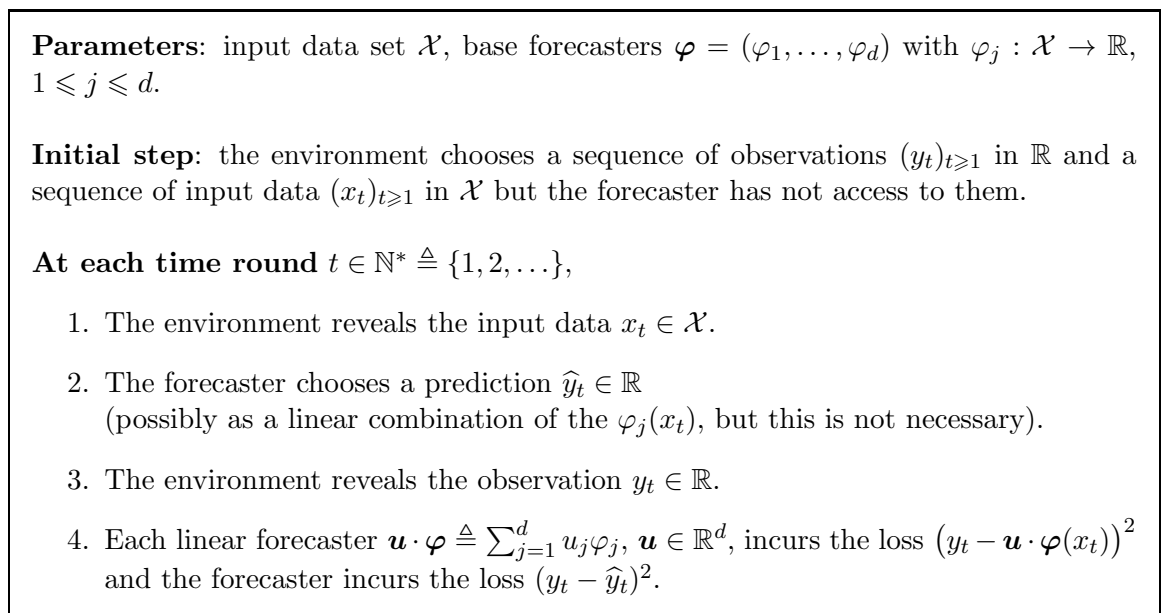 Parameters: input data set 𝒳, base forecasters 𝝋 = (φ₁, . . . , φ_d) with φ_j : 𝒳 → ℝ,
1 ⩽ j ⩽ d.
Initial step: the environment chooses a sequence of observations (y_t)_{t⩾1} in ℝ and a
sequence of input data (x_t)_{t⩾1} in 𝒳 but the forecaster has not access to them.
At each time round t ∈ ℕ* ≜ {1, 2, . . .},
1. The environment reveals the input data x_t ∈ 𝒳.
2. The forecaster chooses a prediction ŷ_t ∈ ℝ
(possibly as a linear combination of the φ_j(x_t), but this is not necessary).
3. The environment reveals the observation y_t ∈ ℝ.
4. Each linear forecaster 𝒖 · 𝝋 ≜ ∑_{j=1}^{d} u_jφ_j, 𝒖 ∈ ℝ^d, incurs the loss (y_t − 𝒖 · 𝝋(x_t))²
and the forecaster incurs the loss (y_t − ŷ_t)².